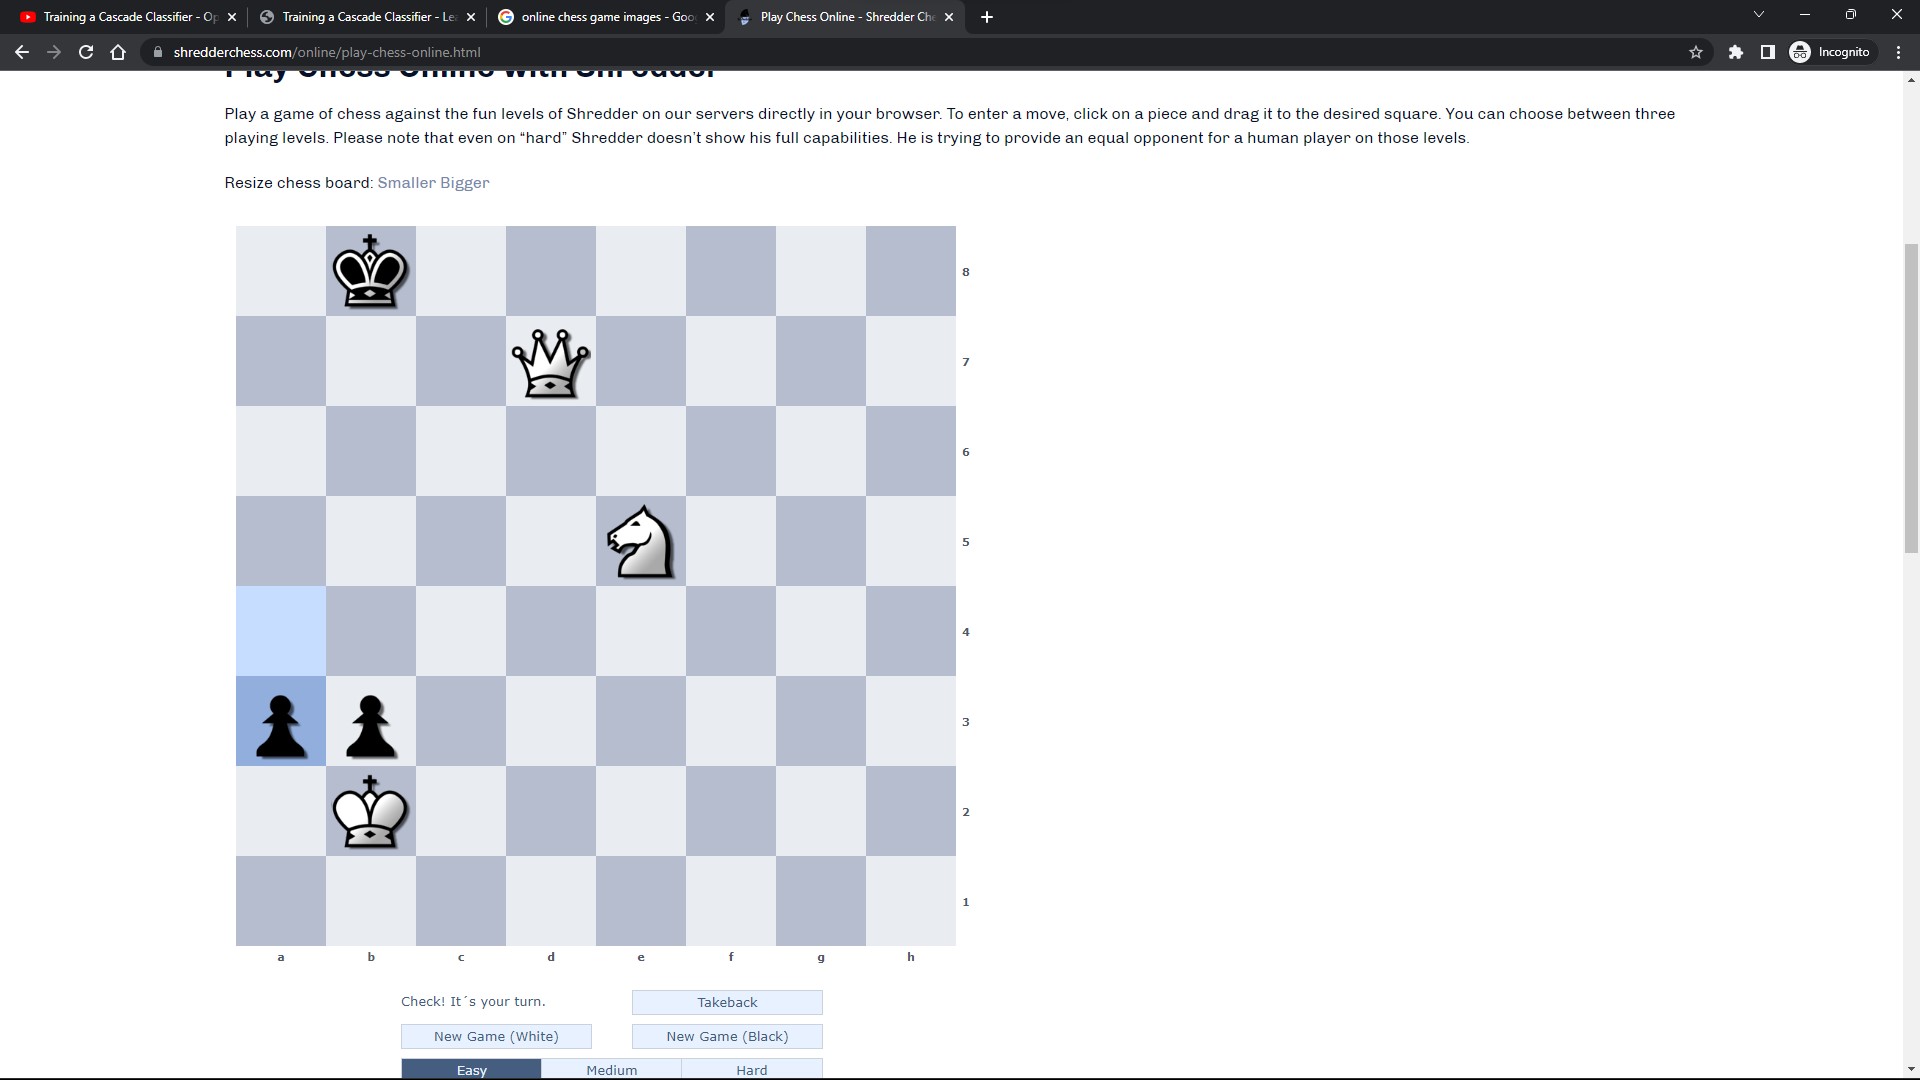 Training a Cascade Classifier - Op
Training a Cascade Classifier - Le
online chess game images - Goo
Play Chess Online - Shredder Che
shredderchess.com/online/play-chess-online.html
Incognito
Play Chess Online with Shredder
Play a game of chess against the fun levels of Shredder on our servers directly in your browser. To enter a move, click on a piece and drag it to the desired square. You can choose between three
playing levels. Please note that even on “hard” Shredder doesn’t show his full capabilities. He is trying to provide an equal opponent for a human player on those levels.
Resize chess board: Smaller Bigger
8
7
6
5
4
3
2
1
a b c d e f g h
Check! It´s your turn.
Takeback
New Game (White)
New Game (Black)
Easy
Medium
Hard